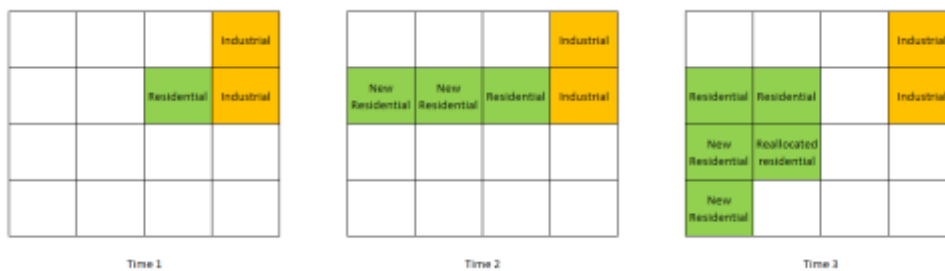 Industrial
Residential
Industrial
Time 1
Industrial
New
Residential
New
Residential
Residential
Industrial
Time 2
Industrial
Residential
Residential
Industrial
New
Residential
Reallocated
residential
New
Residential
Time 3